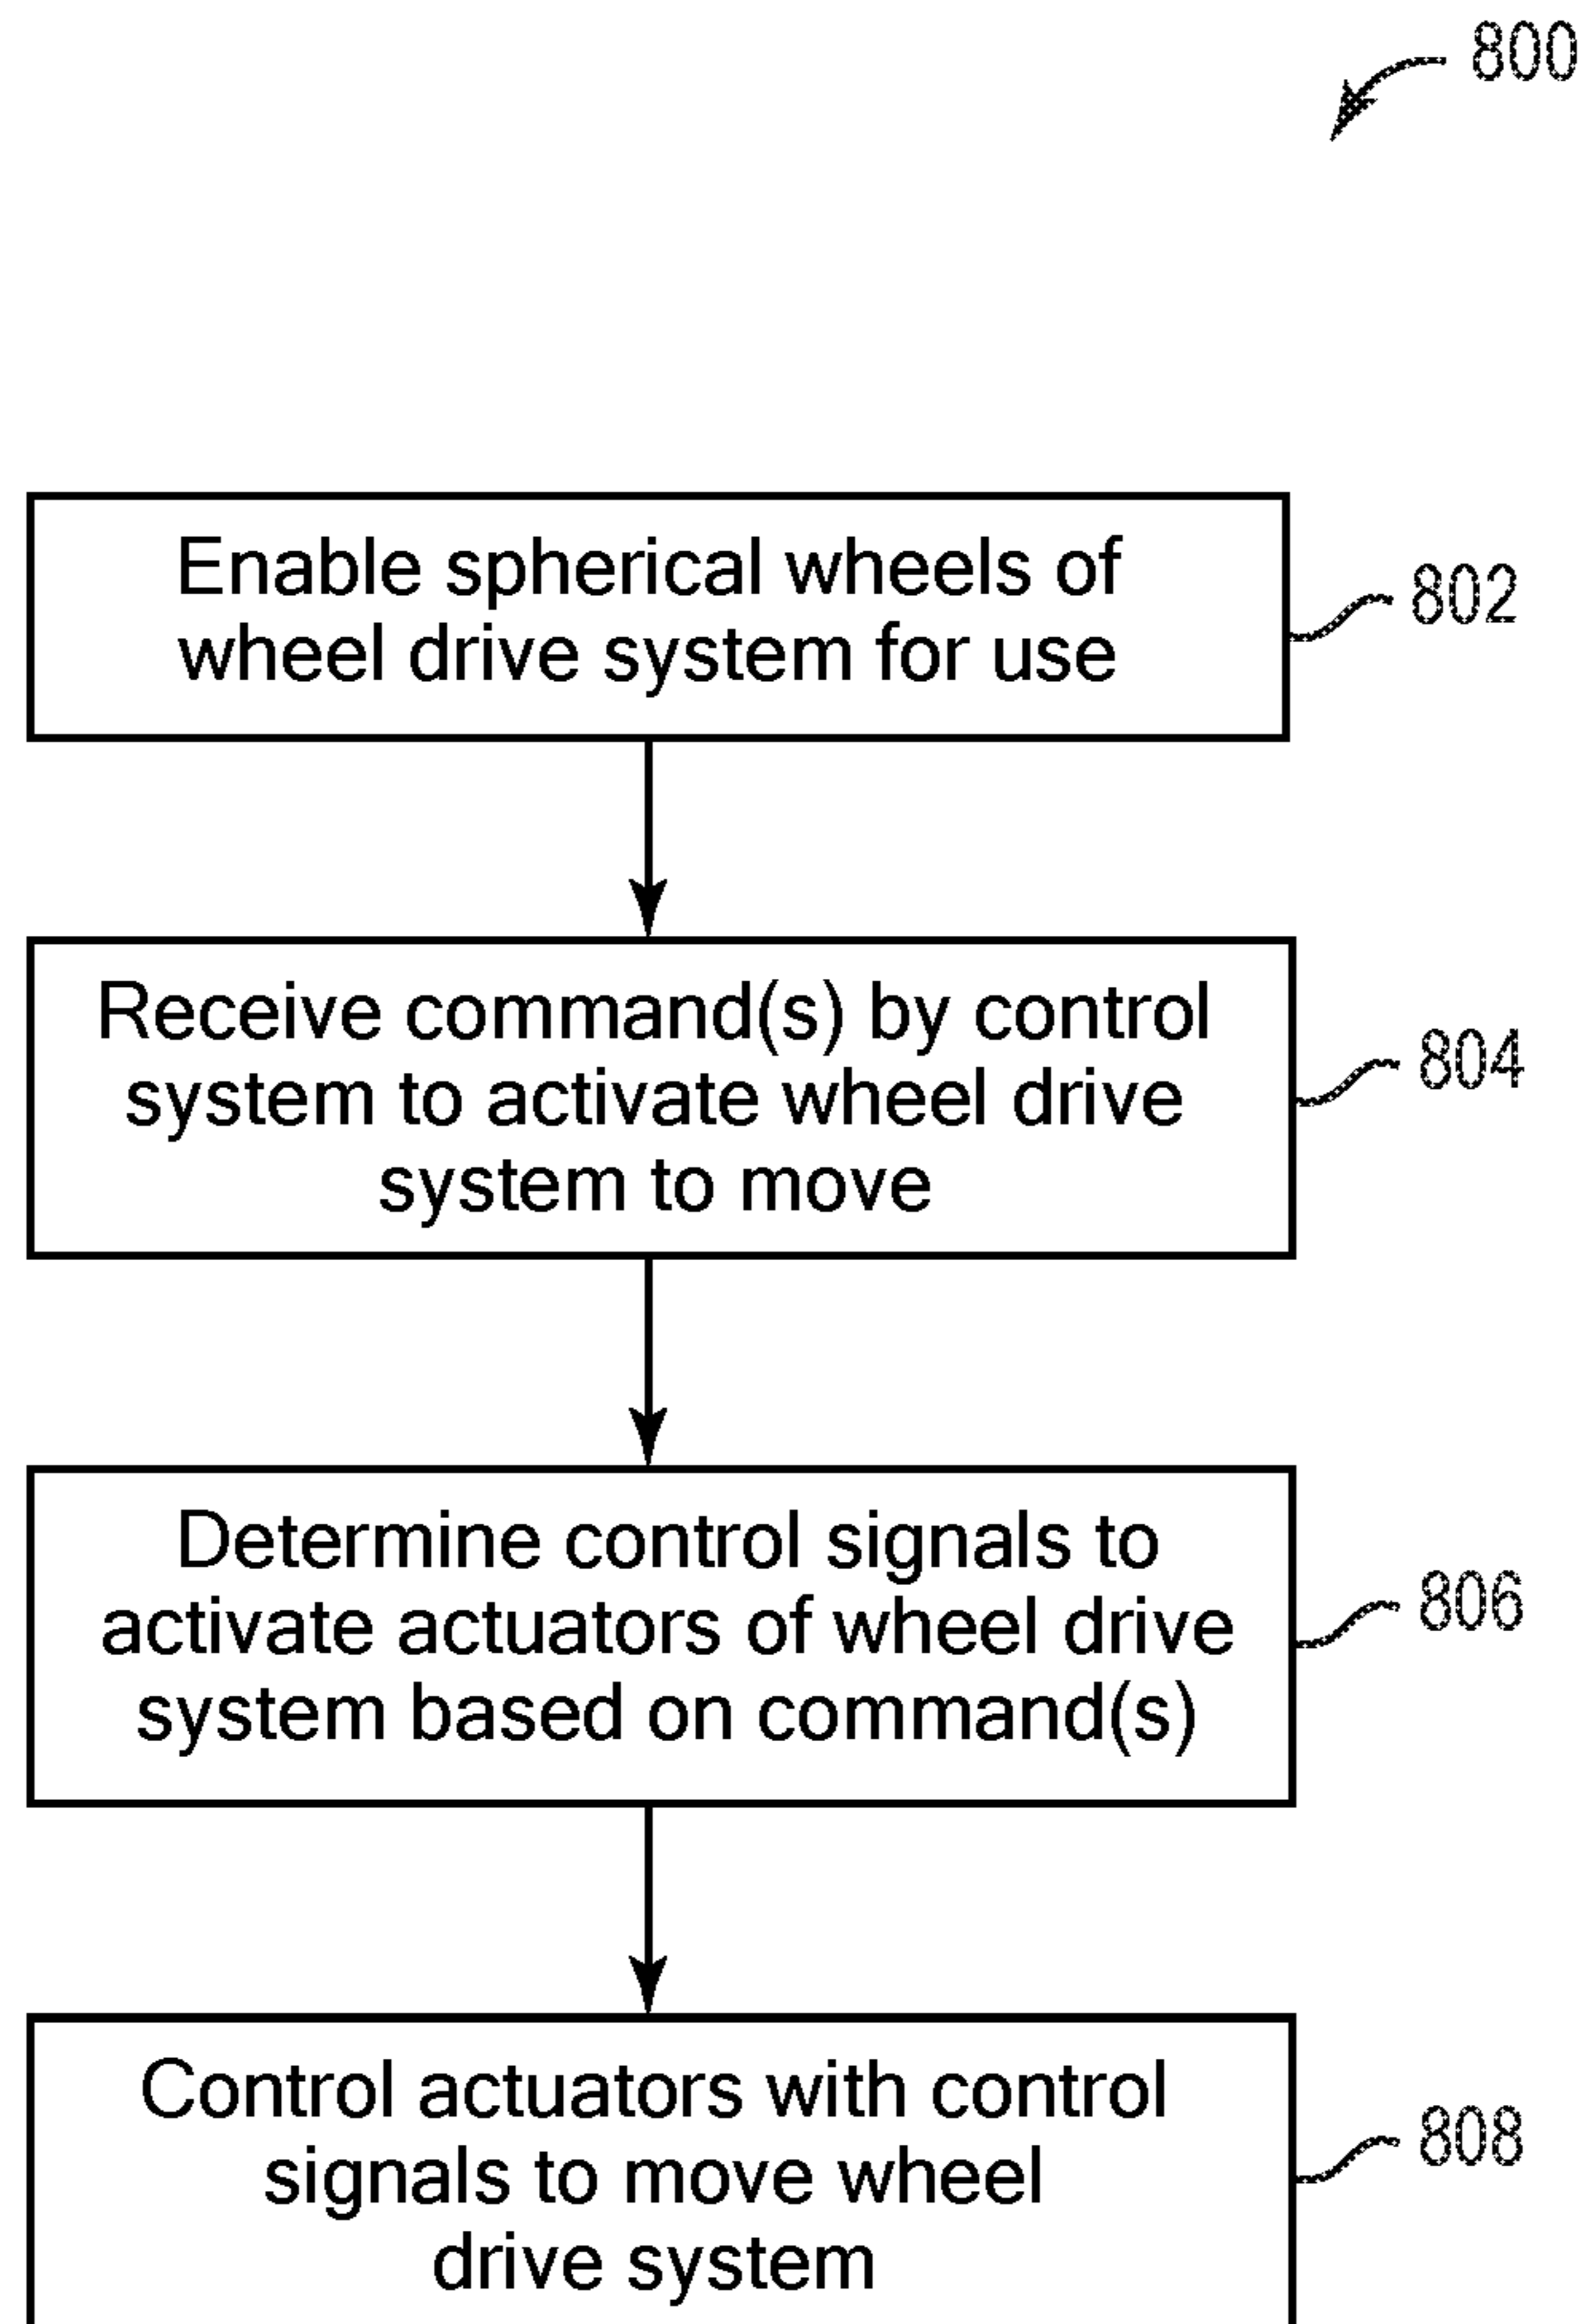 800
Enable spherical wheels of
wheel drive system for use
802
Receive command(s) by control
system to activate wheel drive
system to move
804
Determine control signals to
activate actuators of wheel drive
system based on command(s)
806
Control actuators with control
signals to move wheel
drive system
808